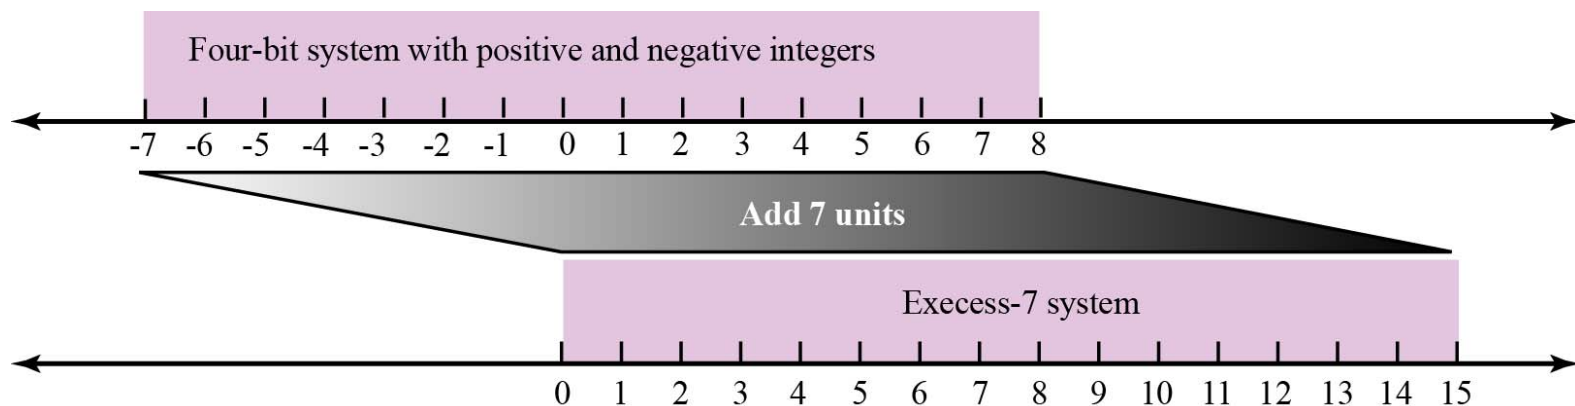 Four-bit system with positive and negative integers
-7 -6 -5 -4 -3 -2 -1 0 1 2 3 4 5 6 7 8
Add 7 units
Execess-7 system
0 1 2 3 4 5 6 7 8 9 10 11 12 13 14 15